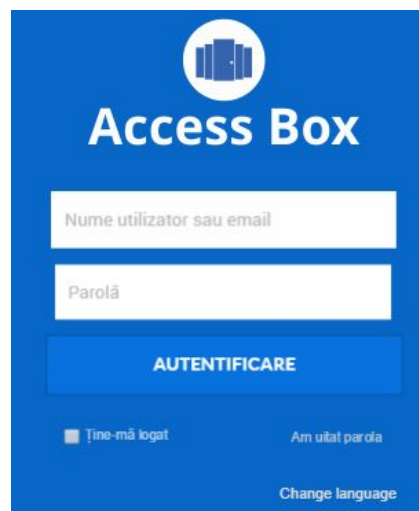 Access Box
Nume utilizator sau email
Parolă
AUTENTIFICARE
Ține-mă logat
Am uitat parola
Change language